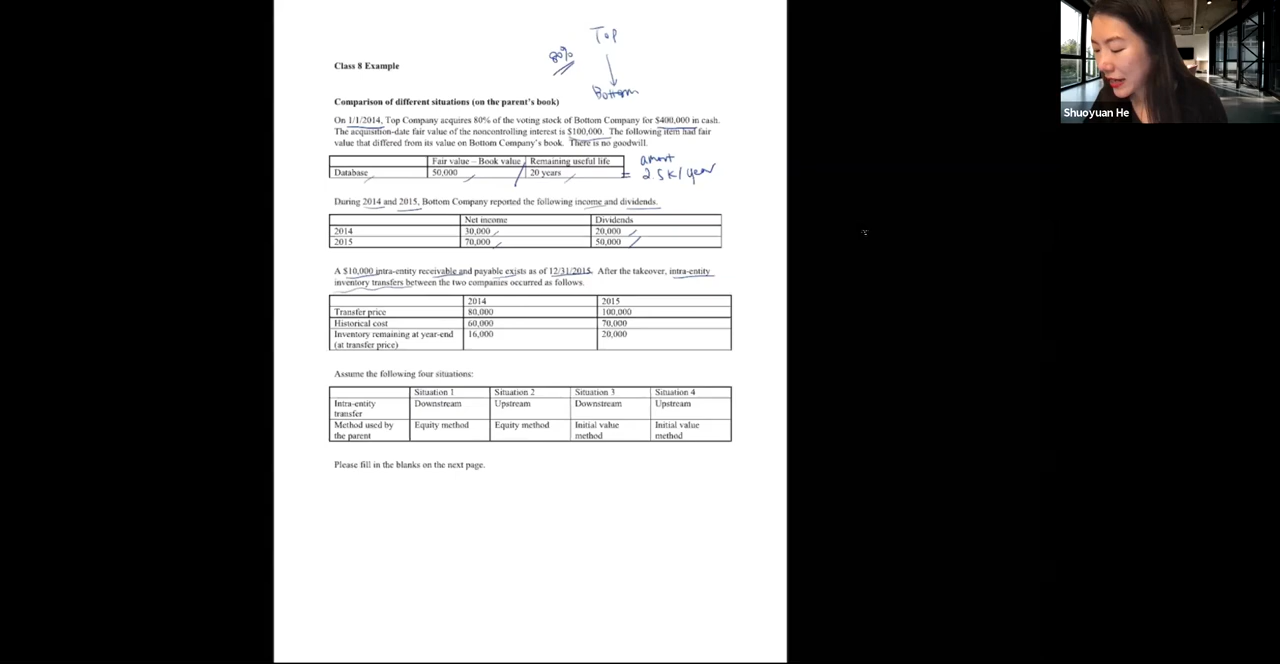 Top
80%
Bottom
Class 8 Example
Comparison of different situations (on the parent's book)
On 1/1/2014, Top Company acquires 80% of the voting stock of Bottom Company for $400,000 in cash.
The acquisition-date fair value of the noncontrolling interest is $100,000. The following item had fair
value that differed from its value on Bottom Company's book. There is no goodwill.
Fair value – Book value Remaining useful life
Database 50,000 20 years
amort
= 2.5k/year
During 2014 and 2015, Bottom Company reported the following income and dividends.
Net income Dividends
2014 30,000 20,000
2015 70,000 50,000
A $10,000 intra-entity receivable and payable exists as of 12/31/2015. After the takeover, intra-entity
inventory transfers between the two companies occurred as follows.
2014 2015
Transfer price 80,000 100,000
Historical cost 60,000 70,000
Inventory remaining at year-end 16,000 20,000
(at transfer price)
Assume the following four situations:
Situation 1 Situation 2 Situation 3 Situation 4
Intra-entity Downstream Upstream Downstream Upstream
transfer
Method used by Equity method Equity method Initial value Initial value
the parent method method
Please fill in the blanks on the next page.
Shuoyuan He